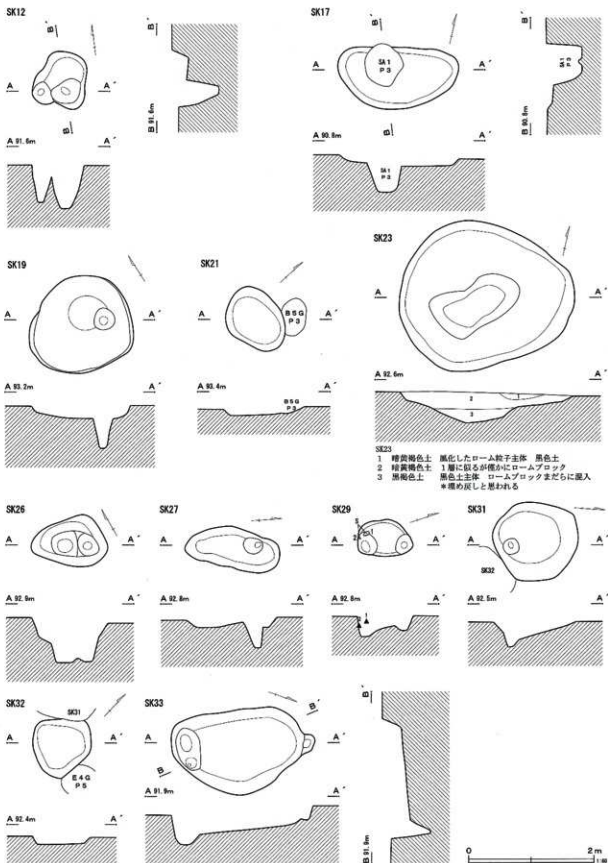 SK12
B B´
A A´
A 91.6m A´
B 91.6m B´
SK17
B B´
A A´
SA1
P3
A 90.8m A´
SA1
P3
B 90.8m B´
SA1
P3
SK19
A A´
A 93.2m A´
SK21
A A´
B5G
P3
A 93.4m A´
B5G
P3
SK23
A A´
A 92.6m A´
1
2
3
SK23
1 暗黄褐色土 風化したローム粒子主体 黒色土
2 暗黄褐色土 1層に似るが僅かにロームブロック
3 黒褐色土 黒色土主体 ロームブロックまだらに混入
*埋め戻しと思われる
SK26
A A´
A 92.9m A´
SK27
A A´
A 92.8m A´
SK29
A A´
3
1
2
A 92.8m A´
1
SK31
A A´
SK32
A 92.5m A´
SK32
SK31
A A´
E4G
P5
A 92.4m A´
SK33
B B´
A A´
A 91.9m A´
B 91.9m B´
0 2m